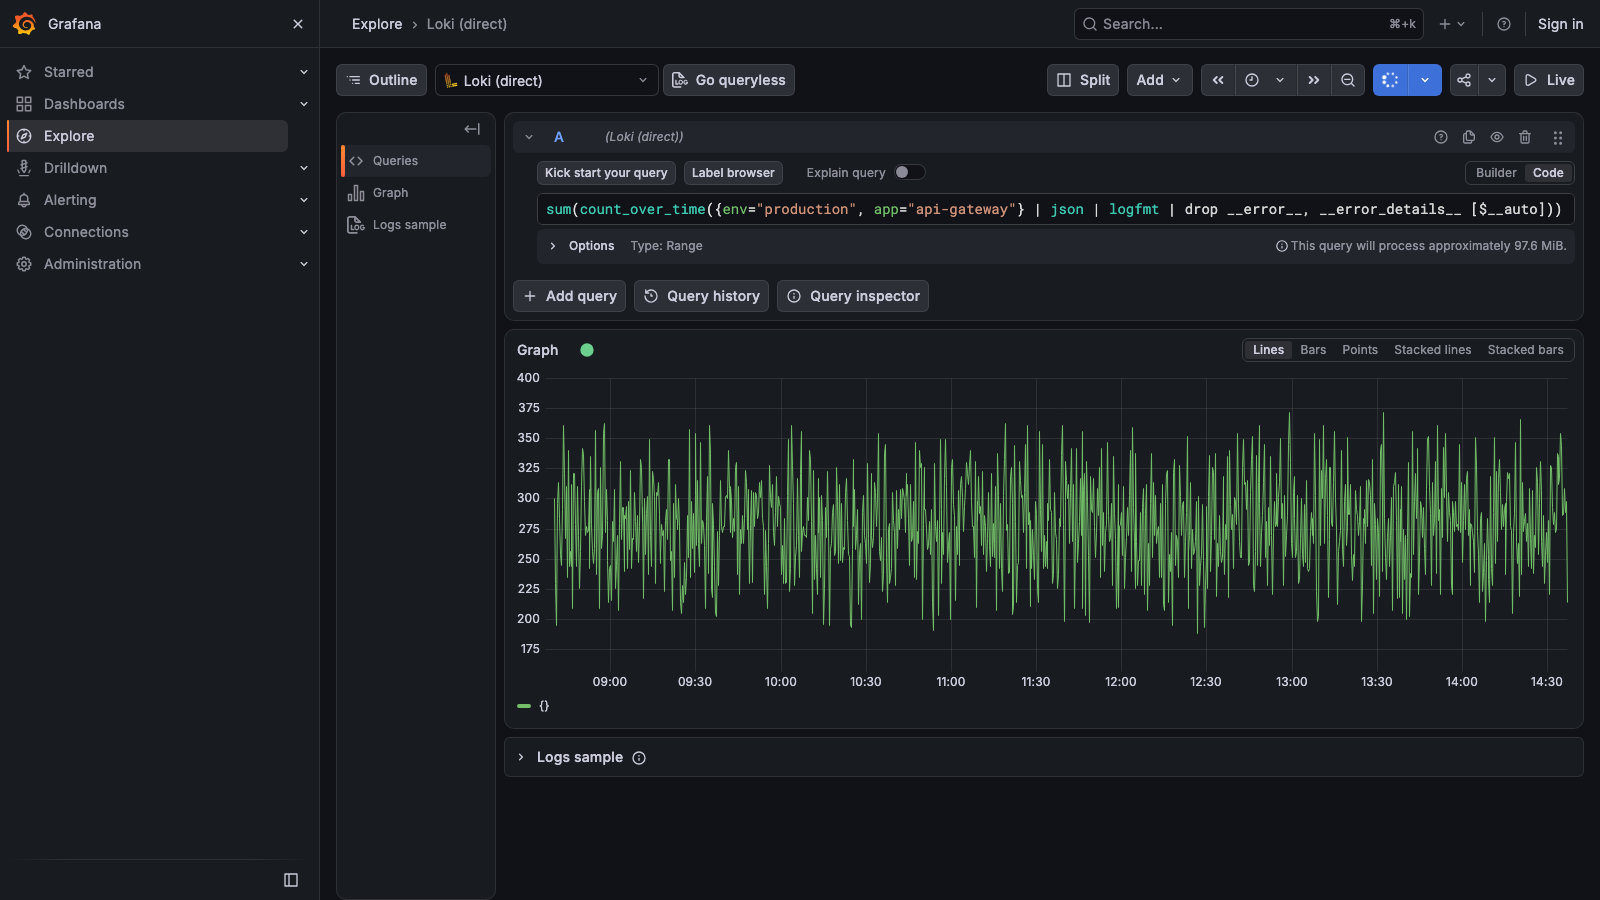 Grafana
Explore › Loki (direct)
Search...
⌘+k
Sign in
Starred
Dashboards
Explore
Drilldown
Alerting
Connections
Administration
Outline
Loki (direct)
Go queryless
Split
Add
Live
Queries
Graph
Logs sample
A (Loki (direct))
Kick start your query
Label browser
Explain query
Builder
Code
sum(count_over_time({env="production", app="api-gateway"} | json | logfmt | drop __error__, __error_details__ [$__auto]))
Options Type: Range
This query will process approximately 97.6 MiB.
Add query
Query history
Query inspector
Graph
Lines Bars Points Stacked lines Stacked bars
400
375
350
325
300
275
250
225
200
175
09:00 09:30 10:00 10:30 11:00 11:30 12:00 12:30 13:00 13:30 14:00 14:30
{}
Logs sample